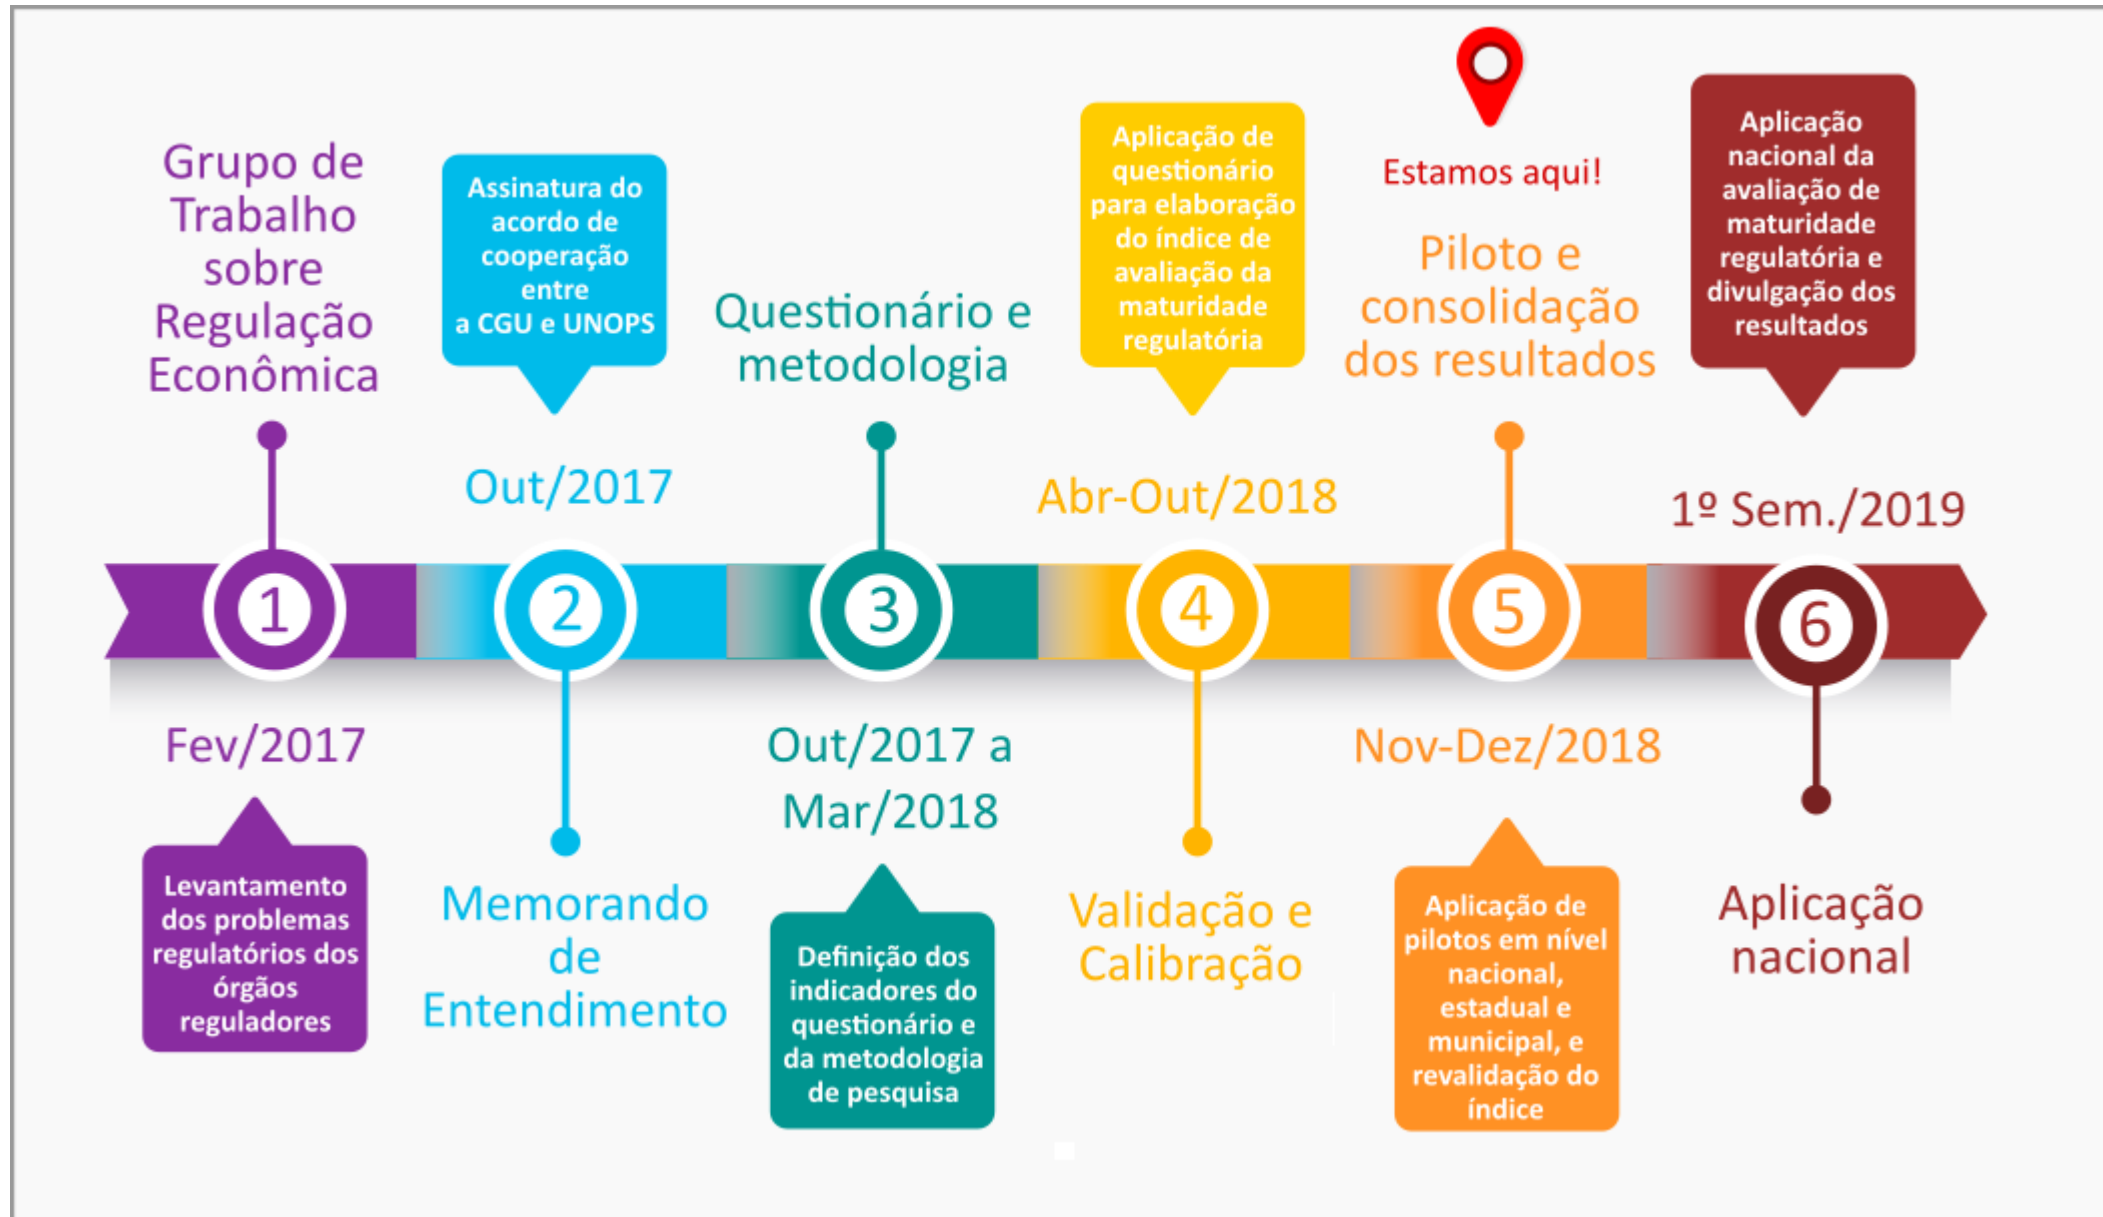 Grupo de
Trabalho
sobre
Regulação
Econômica
1
Fev/2017
Levantamento
dos problemas
regulatórios dos
órgãos
reguladores
Assinatura do
acordo de
cooperação
entre
a CGU e UNOPS
Out/2017
2
Memorando
de
Entendimento
Questionário e
metodologia
3
Out/2017 a
Mar/2018
Definição dos
indicadores do
questionário e
da metodologia
de pesquisa
Aplicação de
questionário
para elaboração
do índice de
avaliação da
maturidade
regulatória
Abr-Out/2018
4
Validação e
Calibração
Estamos aqui!
Piloto e
consolidação
dos resultados
5
Nov-Dez/2018
Aplicação de
pilotos em nível
nacional,
estadual e
municipal, e
revalidação do
índice
Aplicação
nacional da
avaliação de
maturidade
regulatória e
divulgação dos
resultados
1º Sem./2019
6
Aplicação
nacional